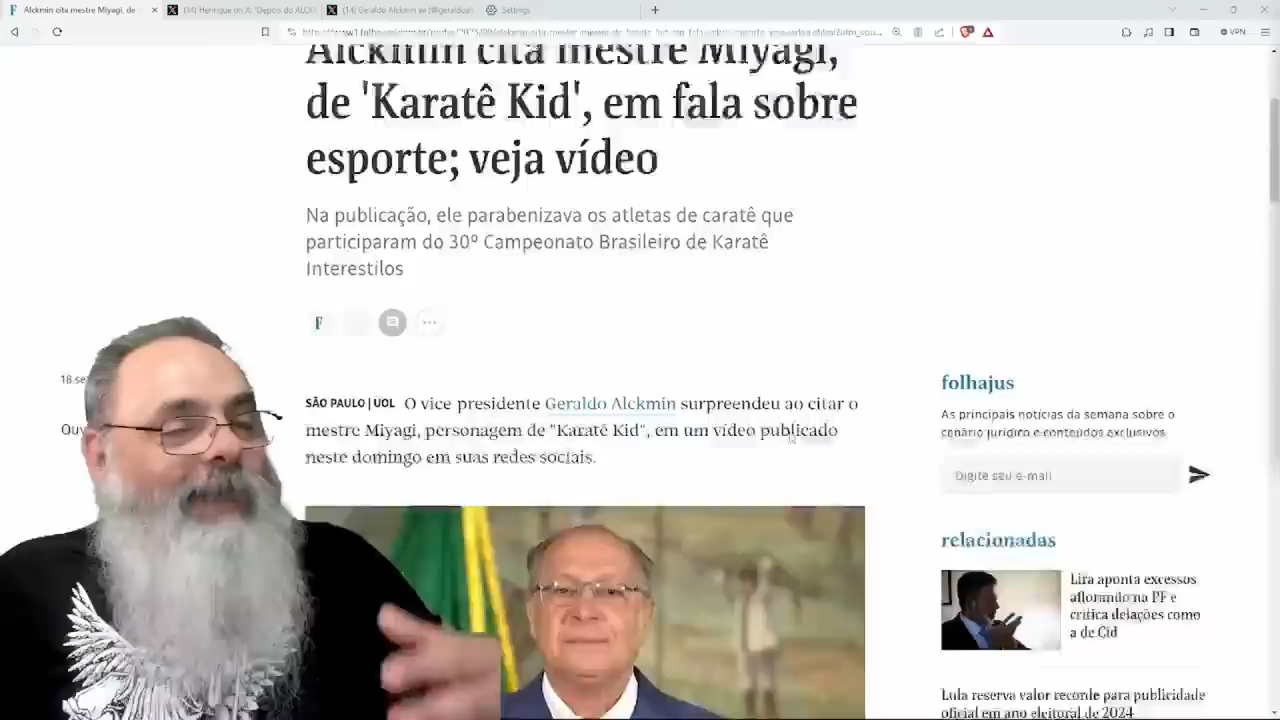 Alckmin cita mestre Miyagi, de
(14) Henrique on X: "Depois do ALCK
(14) Geraldo Alckmin
Settings
VPN
Alckmin cita mestre Miyagi,
de 'Karatê Kid', em fala sobre
esporte; veja vídeo
Na publicação, ele parabenizava os atletas de caratê que
participaram do 30º Campeonato Brasileiro de Karatê
Interestilos
F
18.se
Ouv
SÃO PAULO | UOL O vice presidente Geraldo Alckmin surpreendeu ao citar o
mestre Miyagi, personagem de "Karatê Kid", em um vídeo publicado
neste domingo em suas redes sociais.
folhajus
As principais notícias da semana sobre o
cenário jurídico e conteúdos exclusivos
Digite seu e-mail
relacionadas
Lira aponta excessos
aflorando na PF e
critica delações como
a de Cid
Lula reserva valor recorde para publicidade
oficial em ano eleitoral de 2024